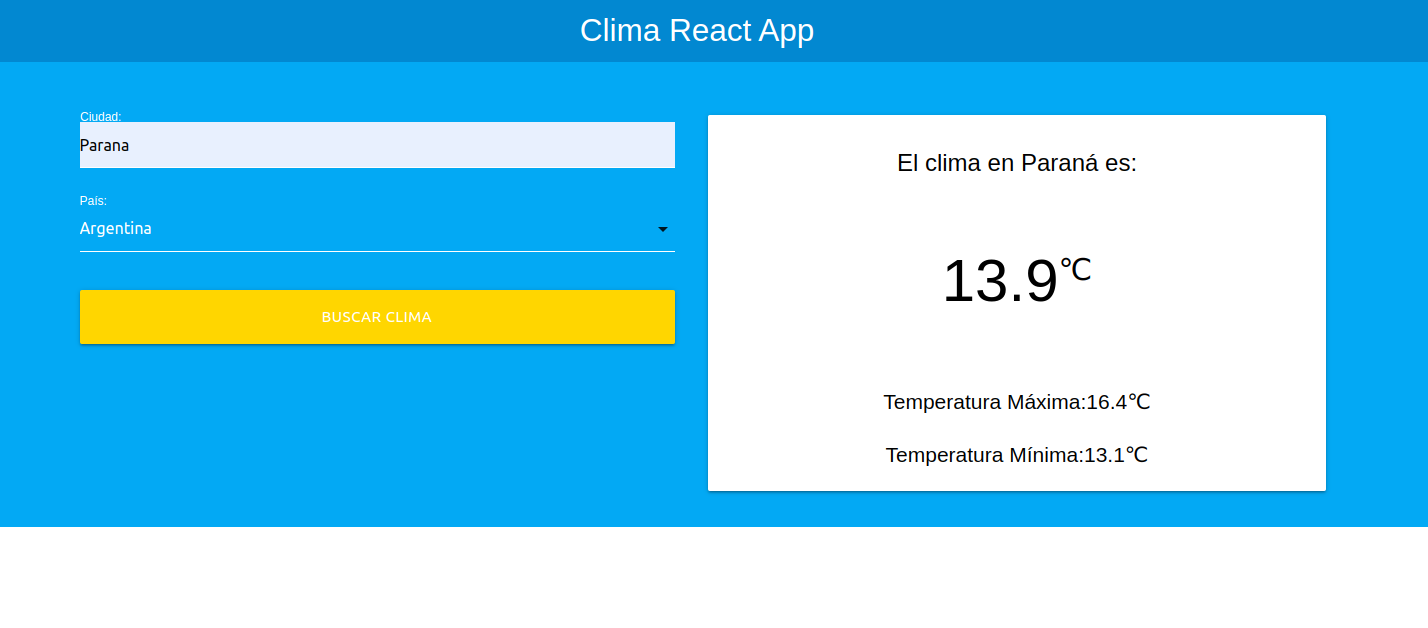 Clima React App
Ciudad:
Parana
País:
Argentina
BUSCAR CLIMA
El clima en Paraná es:
13.9℃
Temperatura Máxima:16.4℃
Temperatura Mínima:13.1℃